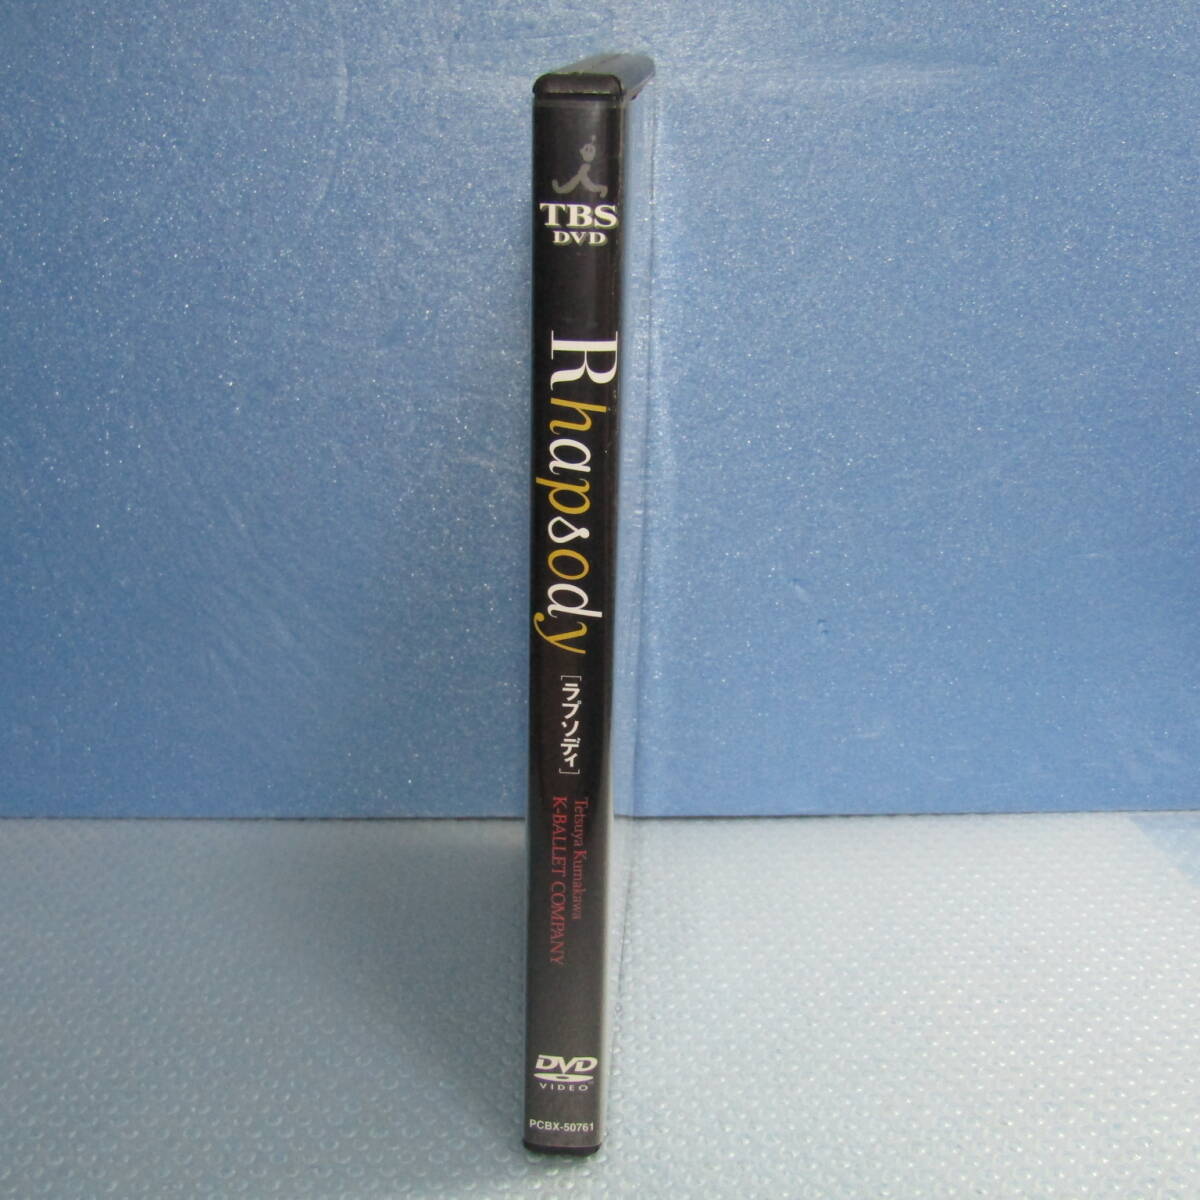 TBS
DVD
Rhapsody
[ラプソディ]
Tetsuya Kumakawa
K-BALLET COMPANY
DVD
VIDEO
PCBX-50761